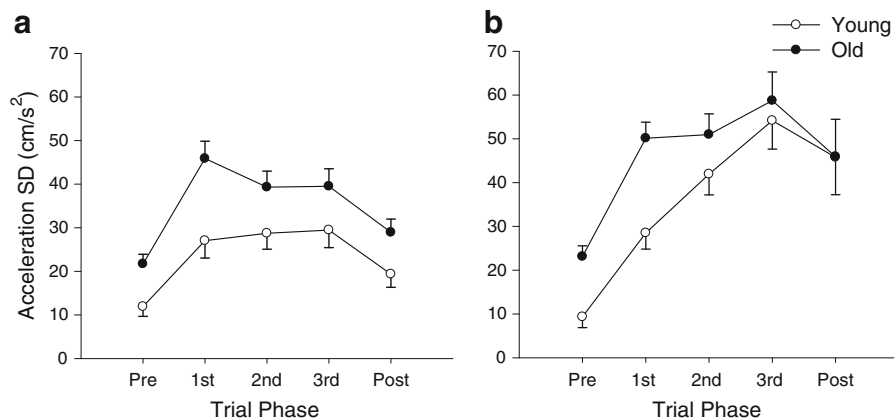 a
70
60
50
40
30
20
10
0
Acceleration SD (cm/s²)
Pre 1st 2nd 3rd Post
Trial Phase
b
Young
Old
70
60
50
40
30
20
10
0
Pre 1st 2nd 3rd Post
Trial Phase